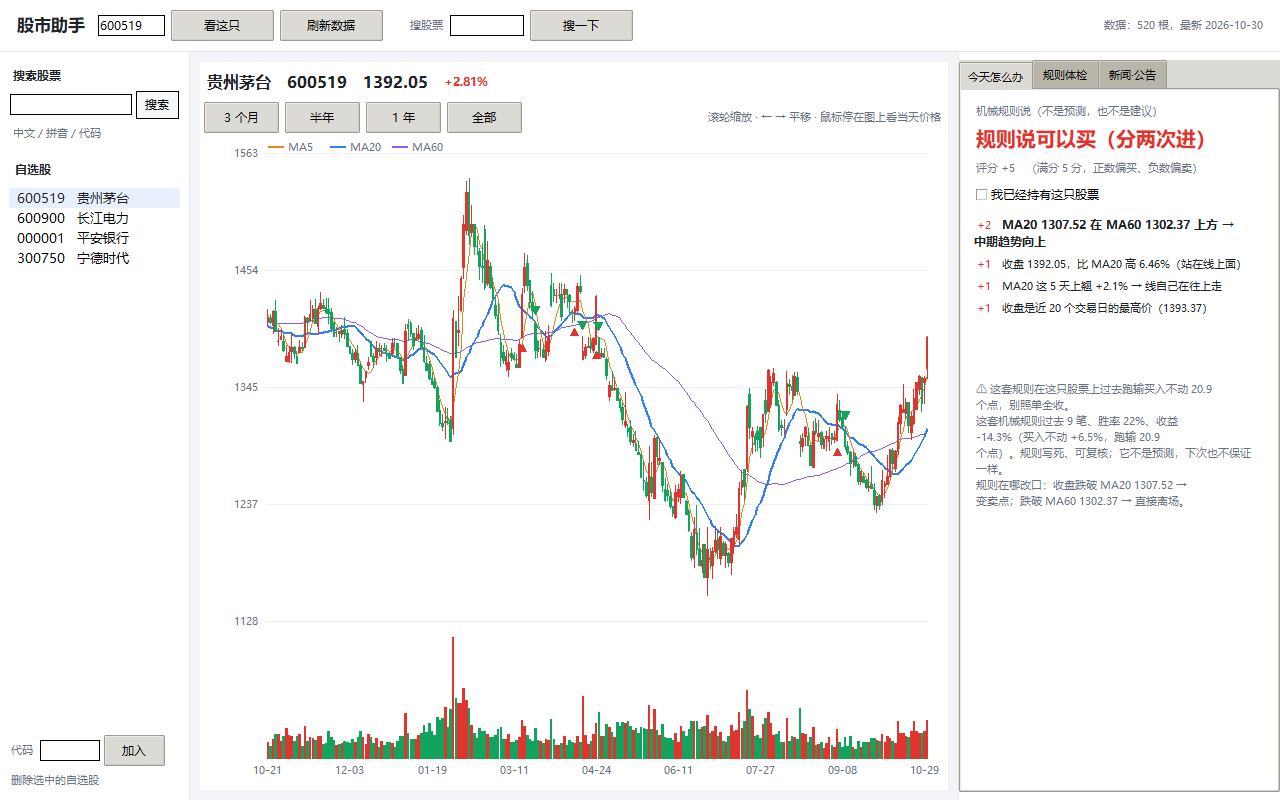 股市助手 600519 看这只 刷新数据 搜股票 搜一下 数据：520 根，最新 2026-10-30
搜索股票
搜索
中文 / 拼音 / 代码
自选股
600519 贵州茅台
600900 长江电力
000001 平安银行
300750 宁德时代
代码 加入
删除选中的自选股
贵州茅台 600519 1392.05 +2.81%
3 个月 半年 1 年 全部 滚轮缩放 · ← → 平移 · 鼠标停在图上看当天价格
MA5 MA20 MA60
1563
1454
1345
1237
1128
10-21 12-03 01-19 03-11 04-24 06-11 07-27 09-08 10-29
今天怎么办 规则体检 新闻·公告
机械规则说（不是预测，也不是建议）
规则说可以买（分两次进）
评分 +5 （满分 5 分，正数偏买、负数偏卖）
我已经持有这只股票
+2 MA20 1307.52 在 MA60 1302.37 上方 →
中期趋势向上
+1 收盘 1392.05，比 MA20 高 6.46%（站在线上面）
+1 MA20 这 5 天上翘 +2.1% → 线自己在往上走
+1 收盘是近 20 个交易日的最高价（1393.37）
⚠ 这套规则在这只股票上过去跑输买入不动 20.9
个点，别照单全收。
这套机械规则过去 9 笔、胜率 22%、收益
-14.3%（买入不动 +6.5%，跑输 20.9
个点）。规则写死、可复核；它不是预测，下次也不保证
一样。
规则在哪改口：收盘跌破 MA20 1307.52 →
变卖点；跌破 MA60 1302.37 → 直接离场。